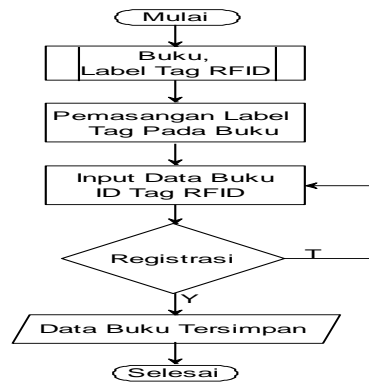 Mulai
Buku,
Label Tag RFID
Pemasangan Label
Tag Pada Buku
Input Data Buku
ID Tag RFID
Registrasi
T
Y
Data Buku Tersimpan
Selesai